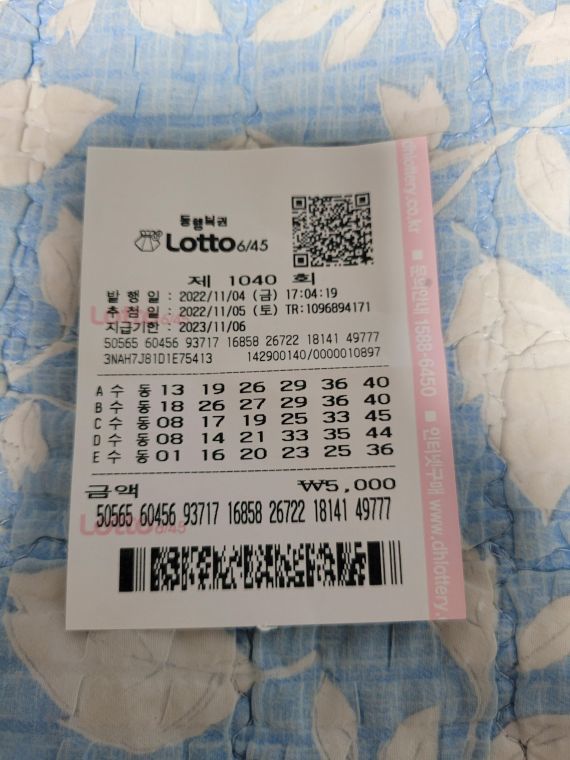 동행복권
Lotto 6/45
제 1040 회
발 행 일 : 2022/11/04 (금) 17:04:19
추 첨 일 : 2022/11/05 (토) TR:1096894171
지급기한 : 2023/11/06
50565 60456 93717 16858 26722 18141 49777
3NAH7J81D1E75413 142900140/0000010897
A 수 동 13 19 26 29 36 40
B 수 동 18 26 27 29 36 40
C 수 동 08 17 19 25 33 45
D 수 동 08 14 21 33 35 44
E 수 동 01 16 20 23 25 36
금액 ₩5,000
50565 60456 93717 16858 26722 18141 49777
Lotto 6/45
dhlottery.co.kr ■ 문의안내 1588-6450 ■ 인터넷구매 www.dhlottery.